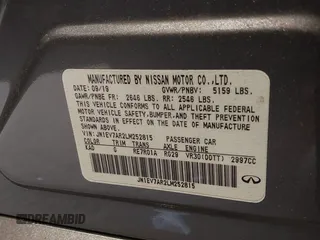 MANUFACTURED BY NISSAN MOTOR CO.,LTD.
DATE: 09/19 GVWR/PNBV: 5159 LBS.
GAWR/PNBE FR: 2646 LBS. RR: 2546 LBS.
THIS VEHICLE CONFORMS TO ALL APPLICABLE FEDERAL
MOTOR VEHICLE SAFETY, BUMPER, AND THEFT PREVENTION
STANDARDS IN EFFECT ON THE DATE OF MANUFACTURE
SHOWN ABOVE.
VIN: JN1EV7AR2LM252815 PASSENGER CAR
COLOR TRIM TRANS AXLE ENGINE
KAD G RE7R01A RG29 VR30(DDTT) 2997CC
JN1EV7AR2LM252815
INFINITI
DREAMBID.COM